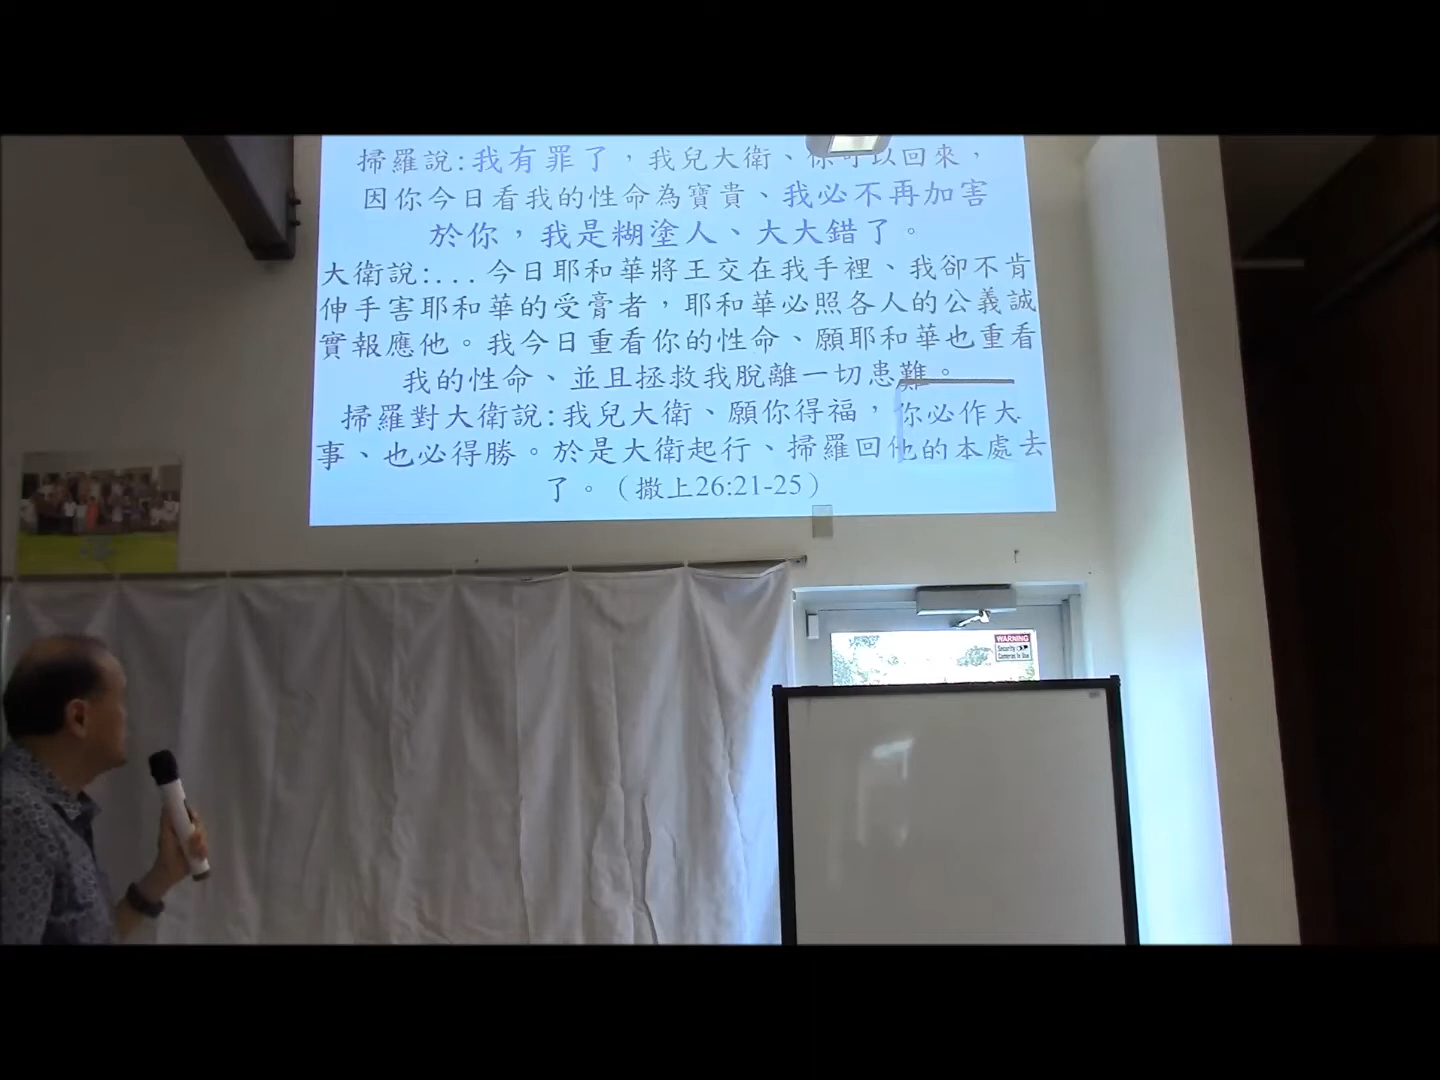 掃羅說:我有罪了，我兒大衛、你可以回來，
因你今日看我的性命為寶貴、我必不再加害
於你，我是糊塗人、大大錯了。
大衛說:...今日耶和華將王交在我手裡、我卻不肯
伸手害耶和華的受膏者，耶和華必照各人的公義誠
實報應他。我今日重看你的性命、願耶和華也重看
我的性命、並且拯救我脫離一切患難。
掃羅對大衛說:我兒大衛、願你得福，你必作大
事、也必得勝。於是大衛起行、掃羅回他的本處去
了。（撒上26:21-25）
WARNING
Security
Cameras In Use